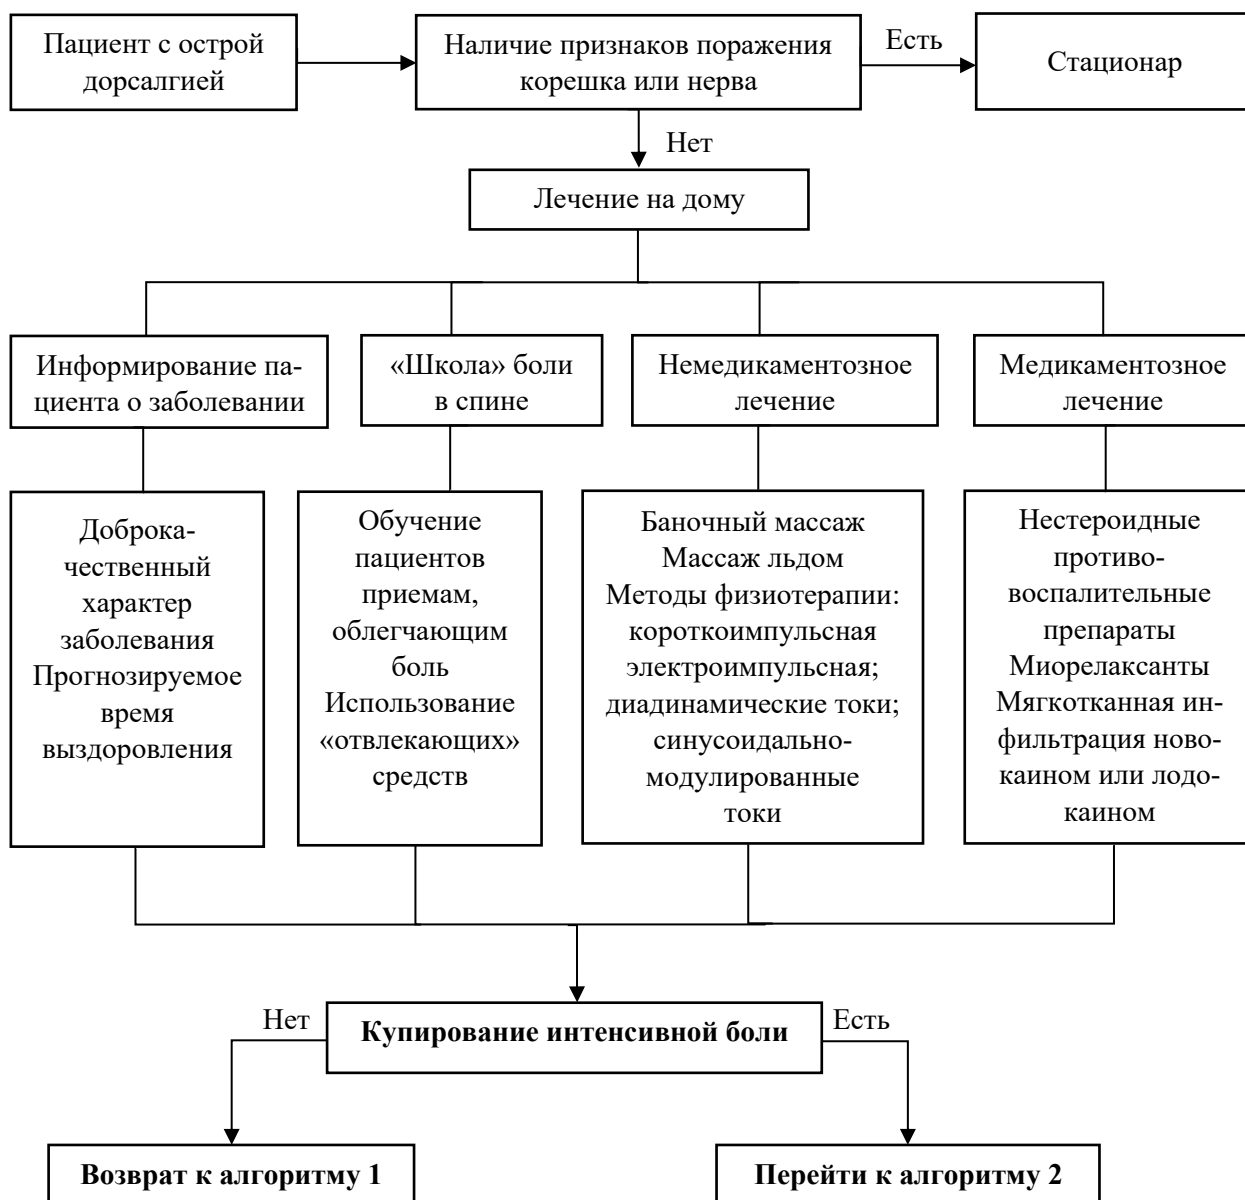 Пациент с острой
дорсалгией
Наличие признаков поражения
корешка или нерва
Есть
Стационар
Нет
Лечение на дому
Информирование па-
циента о заболевании
«Школа» боли
в спине
Немедикаментозное
лечение
Медикаментозное
лечение
Доброка-
чественный
характер
заболевания
Прогнозируемое
время
выздоровления
Обучение
пациентов
приемам,
облегчающим
боль
Использование
«отвлекающих»
средств
Баночный массаж
Массаж льдом
Методы физиотерапии:
короткоимпульсная
электроимпульсная;
диадинамические токи;
синусоидально-
модулированные
токи
Нестероидные
противо-
воспалительные
препараты
Миорелаксанты
Мягкотканная ин-
фильтрация ново-
каином или лодо-
каином
Нет
Купирование интенсивной боли
Есть
Возврат к алгоритму 1
Перейти к алгоритму 2